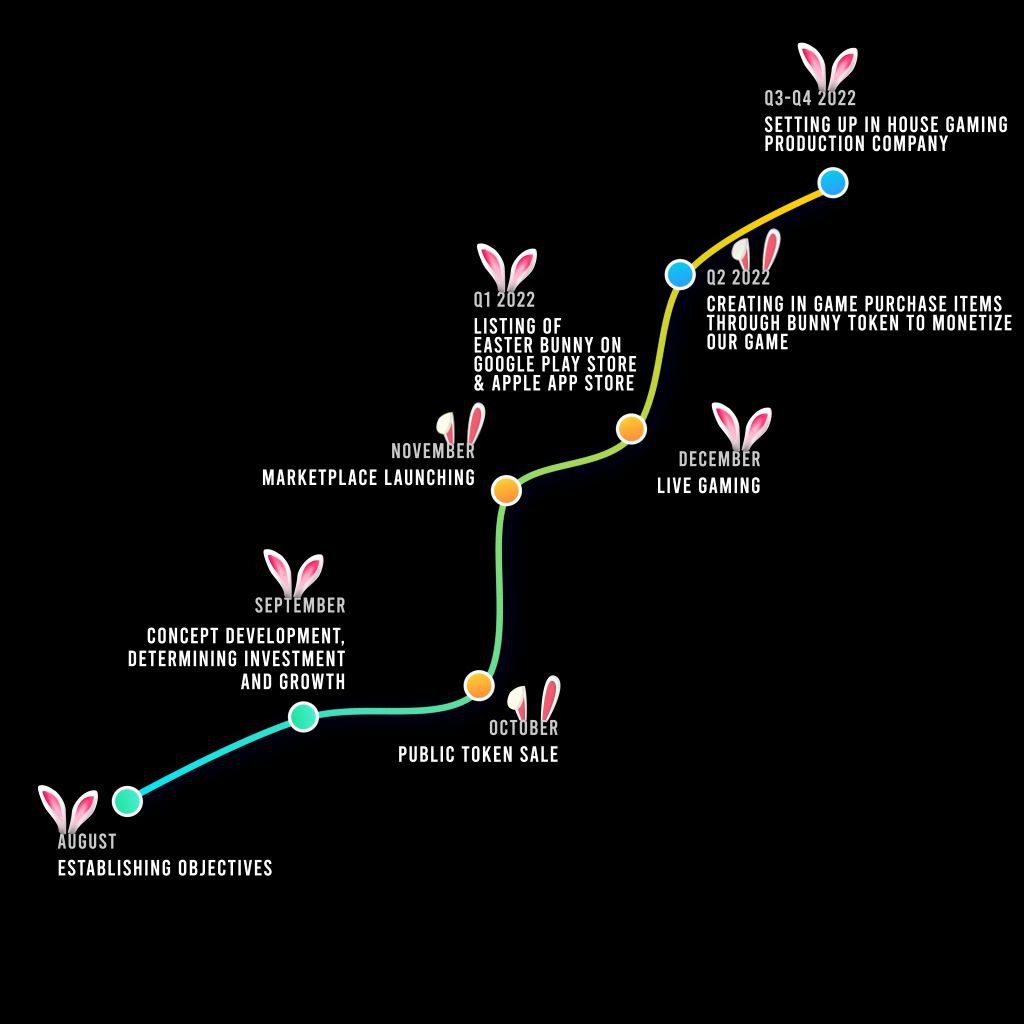 Q3-Q4 2022
SETTING UP IN HOUSE GAMING
PRODUCTION COMPANY
Q2 2022
CREATING IN GAME PURCHASE ITEMS
THROUGH BUNNY TOKEN TO MONETIZE
OUR GAME
Q1 2022
LISTING OF
EASTER BUNNY ON
GOOGLE PLAY STORE
& APPLE APP STORE
NOVEMBER
MARKETPLACE LAUNCHING
DECEMBER
LIVE GAMING
SEPTEMBER
CONCEPT DEVELOPMENT,
DETERMINING INVESTMENT
AND GROWTH
OCTOBER
PUBLIC TOKEN SALE
AUGUST
ESTABLISHING OBJECTIVES